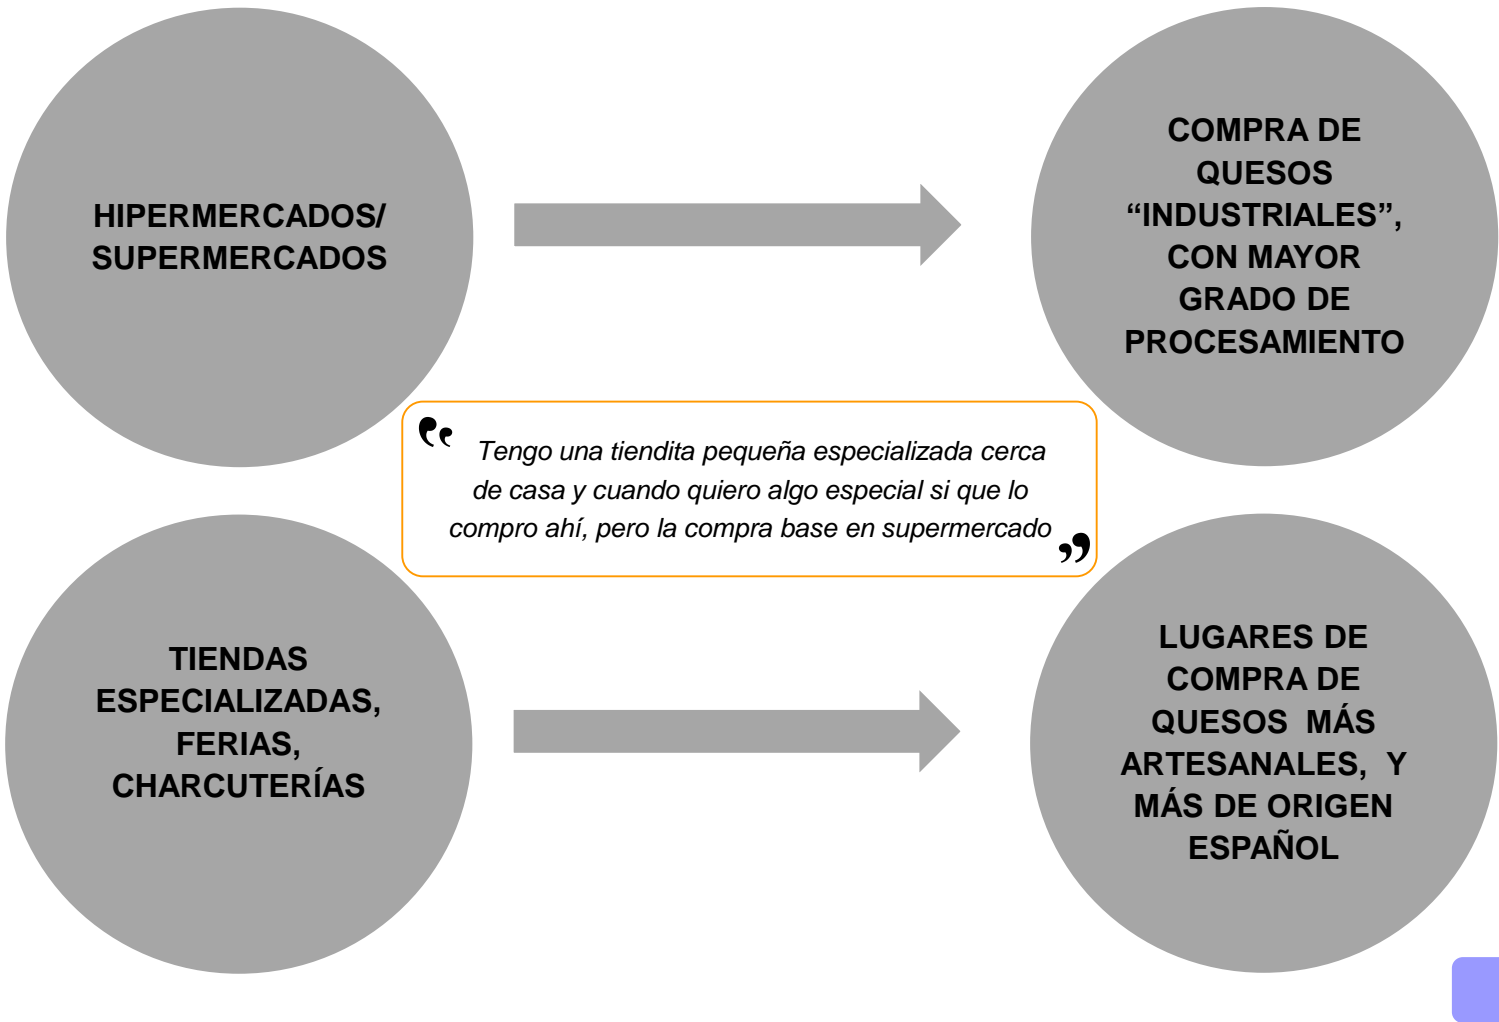 HIPERMERCADOS/
SUPERMERCADOS
COMPRA DE
QUESOS
“INDUSTRIALES”,
CON MAYOR
GRADO DE
PROCESAMIENTO
“ Tengo una tiendita pequeña especializada cerca
de casa y cuando quiero algo especial si que lo
compro ahí, pero la compra base en supermercado ”
TIENDAS
ESPECIALIZADAS,
FERIAS,
CHARCUTERÍAS
LUGARES DE
COMPRA DE
QUESOS MÁS
ARTESANALES, Y
MÁS DE ORIGEN
ESPAÑOL